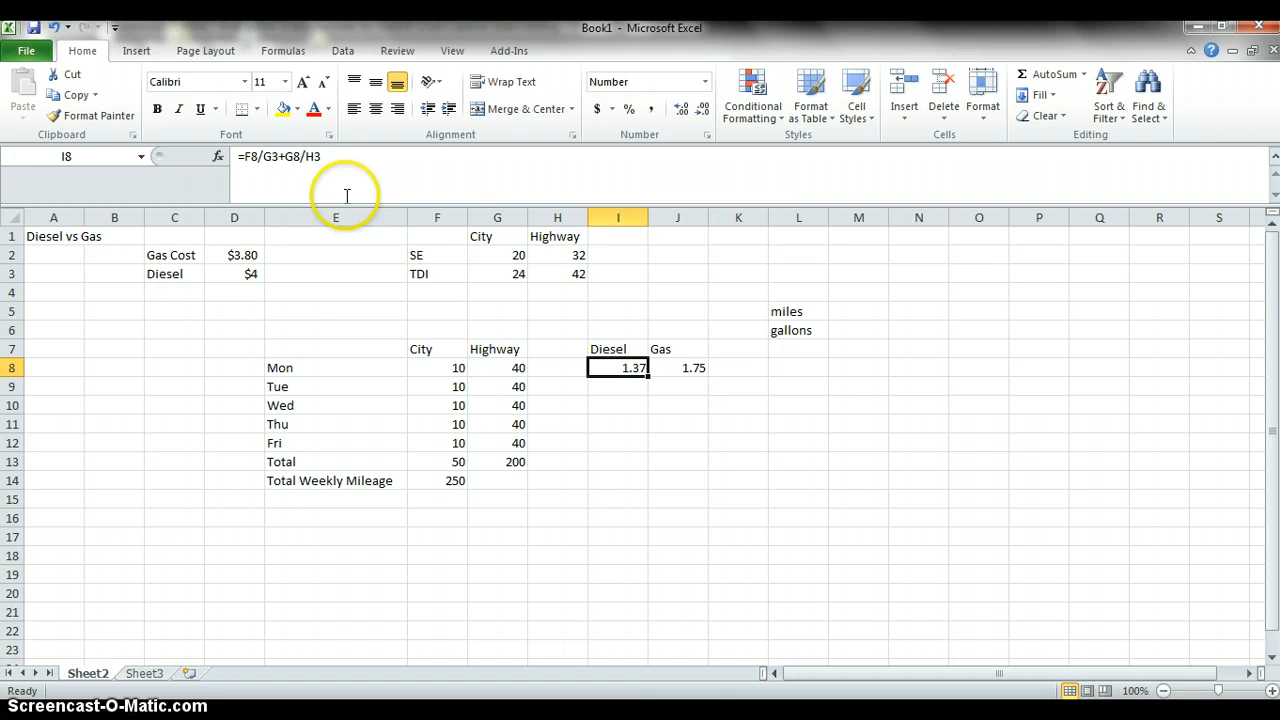 Book1 - Microsoft Excel
File Home Insert Page Layout Formulas Data Review View Add-Ins
Paste
Cut
Copy
Format Painter
Clipboard
Calibri 11
B I U
Font
Wrap Text
Merge & Center
Alignment
Number
$ % ,
Number
Conditional Formatting
Format as Table
Cell Styles
Styles
Insert
Delete
Format
Cells
AutoSum
Fill
Clear
Sort & Filter
Find & Select
Editing
I8 fx =F8/G3+G8/H3
A B C D E F G H I J K L M N O P Q R S
1 Diesel vs Gas City Highway
2 Gas Cost $3.80 SE 20 32
3 Diesel $4 TDI 24 42
4
5 miles
6 gallons
7 City Highway Diesel Gas
8 Mon 10 40 1.37 1.75
9 Tue 10 40
10 Wed 10 40
11 Thu 10 40
12 Fri 10 40
13 Total 50 200
14 Total Weekly Mileage 250
15
16
17
18
19
20
21
22
23
Sheet2 Sheet3
Ready 100%
Screencast-O-Matic.com